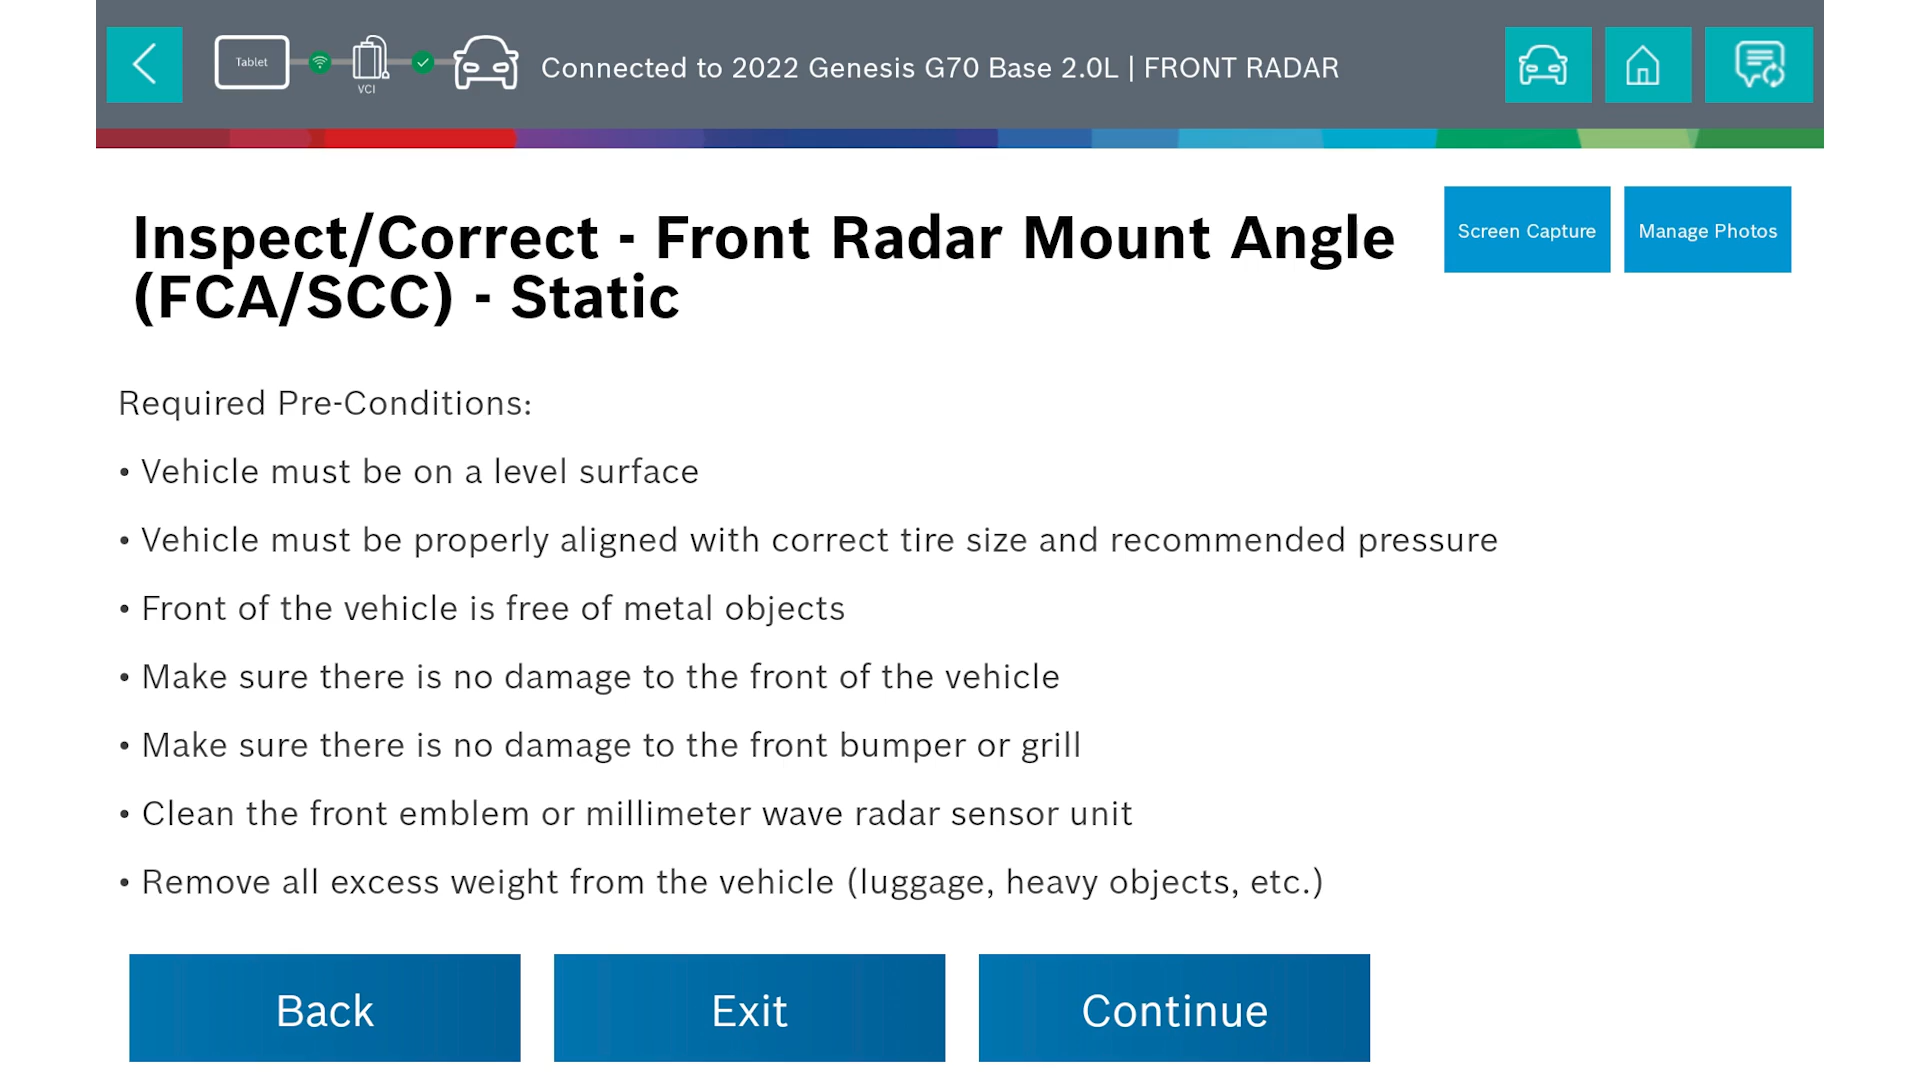 Tablet
VCI
Connected to 2022 Genesis G70 Base 2.0L | FRONT RADAR
Inspect/Correct - Front Radar Mount Angle
(FCA/SCC) - Static
Screen Capture
Manage Photos
Required Pre-Conditions:
• Vehicle must be on a level surface
• Vehicle must be properly aligned with correct tire size and recommended pressure
• Front of the vehicle is free of metal objects
• Make sure there is no damage to the front of the vehicle
• Make sure there is no damage to the front bumper or grill
• Clean the front emblem or millimeter wave radar sensor unit
• Remove all excess weight from the vehicle (luggage, heavy objects, etc.)
Back
Exit
Continue